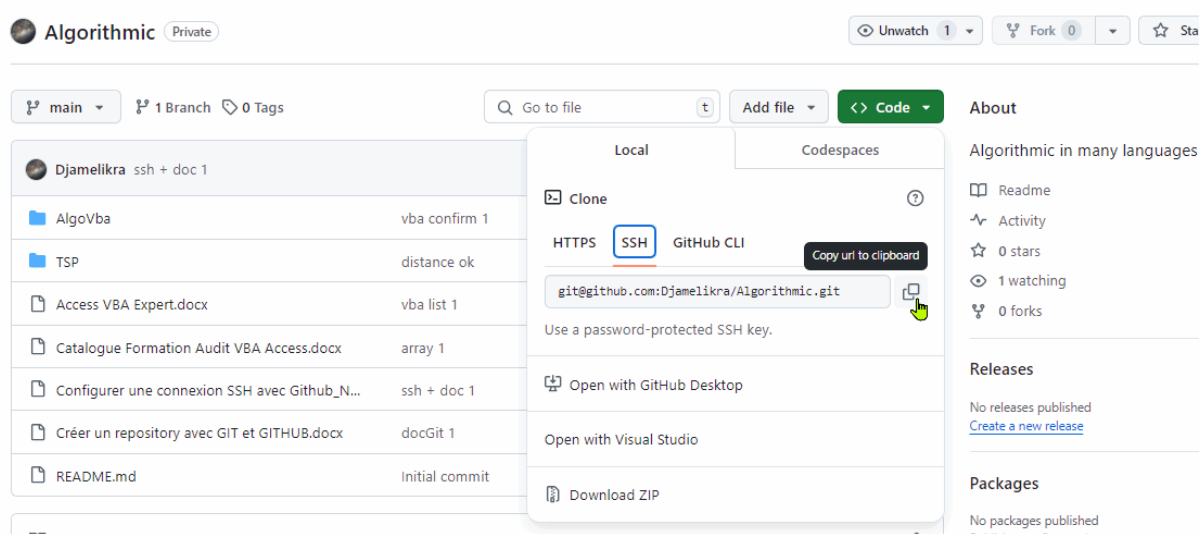 Algorithmic Private
Unwatch 1
Fork 0
main
1 Branch
0 Tags
Go to file t
Add file
<> Code
Djamelikra ssh + doc 1
AlgoVba vba confirm 1
TSP distance ok
Access VBA Expert.docx vba list 1
Catalogue Formation Audit VBA Access.docx array 1
Configurer une connexion SSH avec Github_N... ssh + doc 1
Créer un repository avec GIT et GITHUB.docx docGit 1
README.md Initial commit
Local Codespaces
Clone
HTTPS SSH GitHub CLI
Copy url to clipboard
git@github.com:Djamelikra/Algorithmic.git
Use a password-protected SSH key.
Open with GitHub Desktop
Open with Visual Studio
Download ZIP
About
Algorithmic in many languages
Readme
Activity
0 stars
1 watching
0 forks
Releases
No releases published
Create a new release
Packages
No packages published